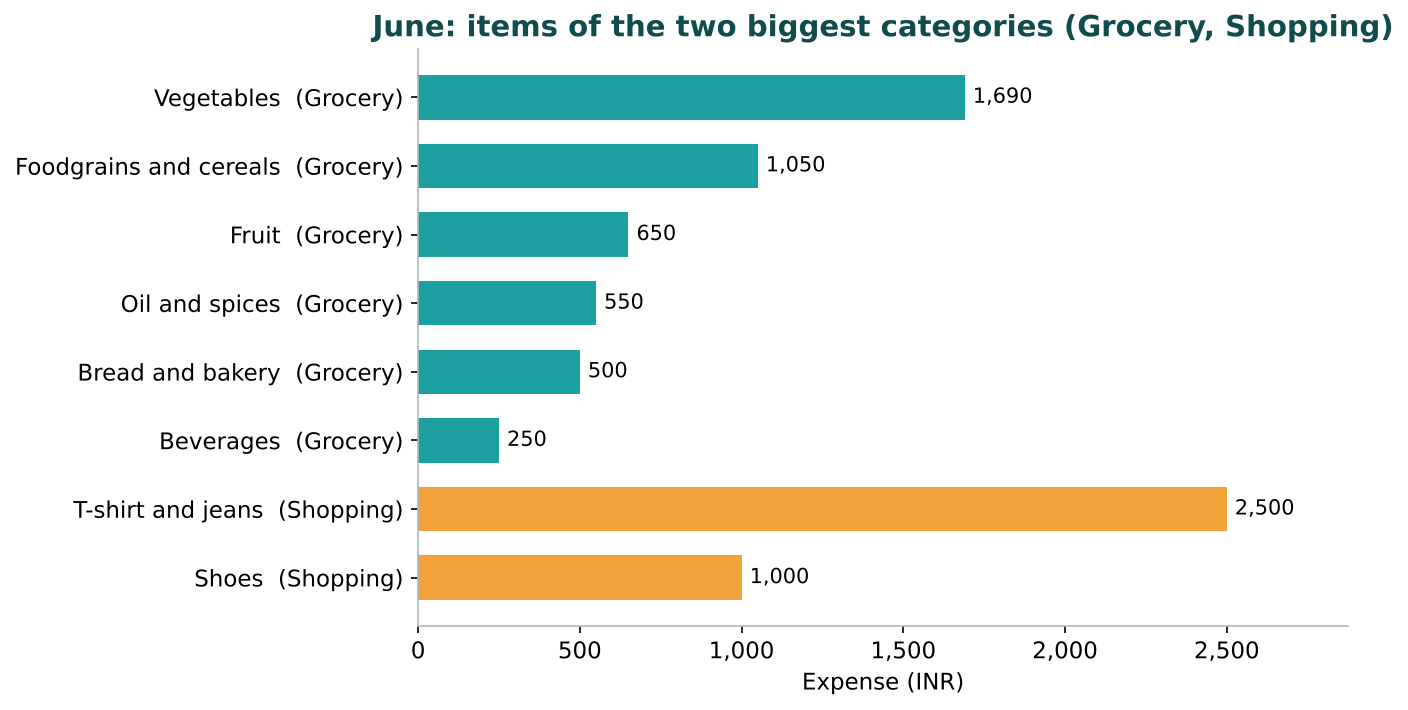 June: items of the two biggest categories (Grocery, Shopping)
Vegetables (Grocery) 1,690
Foodgrains and cereals (Grocery) 1,050
Fruit (Grocery) 650
Oil and spices (Grocery) 550
Bread and bakery (Grocery) 500
Beverages (Grocery) 250
T-shirt and jeans (Shopping) 2,500
Shoes (Shopping) 1,000
0 500 1,000 1,500 2,000 2,500
Expense (INR)